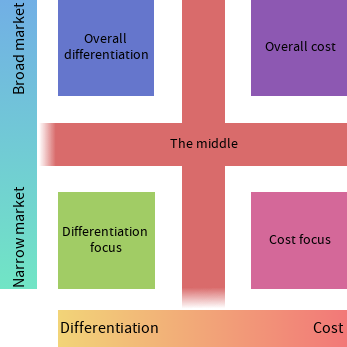 Broad market
Overall
differentiation
Overall cost
The middle
Narrow market
Differentiation
focus
Cost focus
Differentiation
Cost